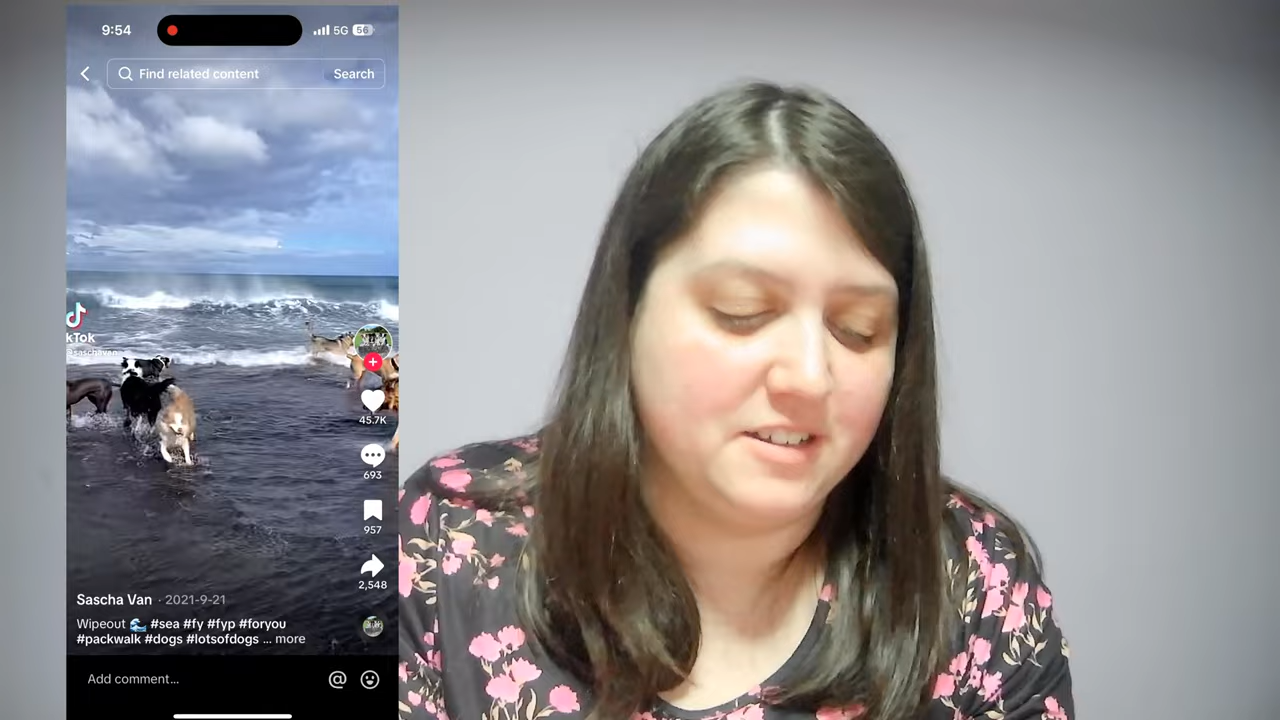 9:54
5G 56
Find related content
Search
kTok
@saschavan
45.7K
693
957
2,548
Sascha Van · 2021-9-21
Wipeout 🌊 #sea #fy #fyp #foryou
#packwalk #dogs #lotsofdogs ... more
Add comment...
@